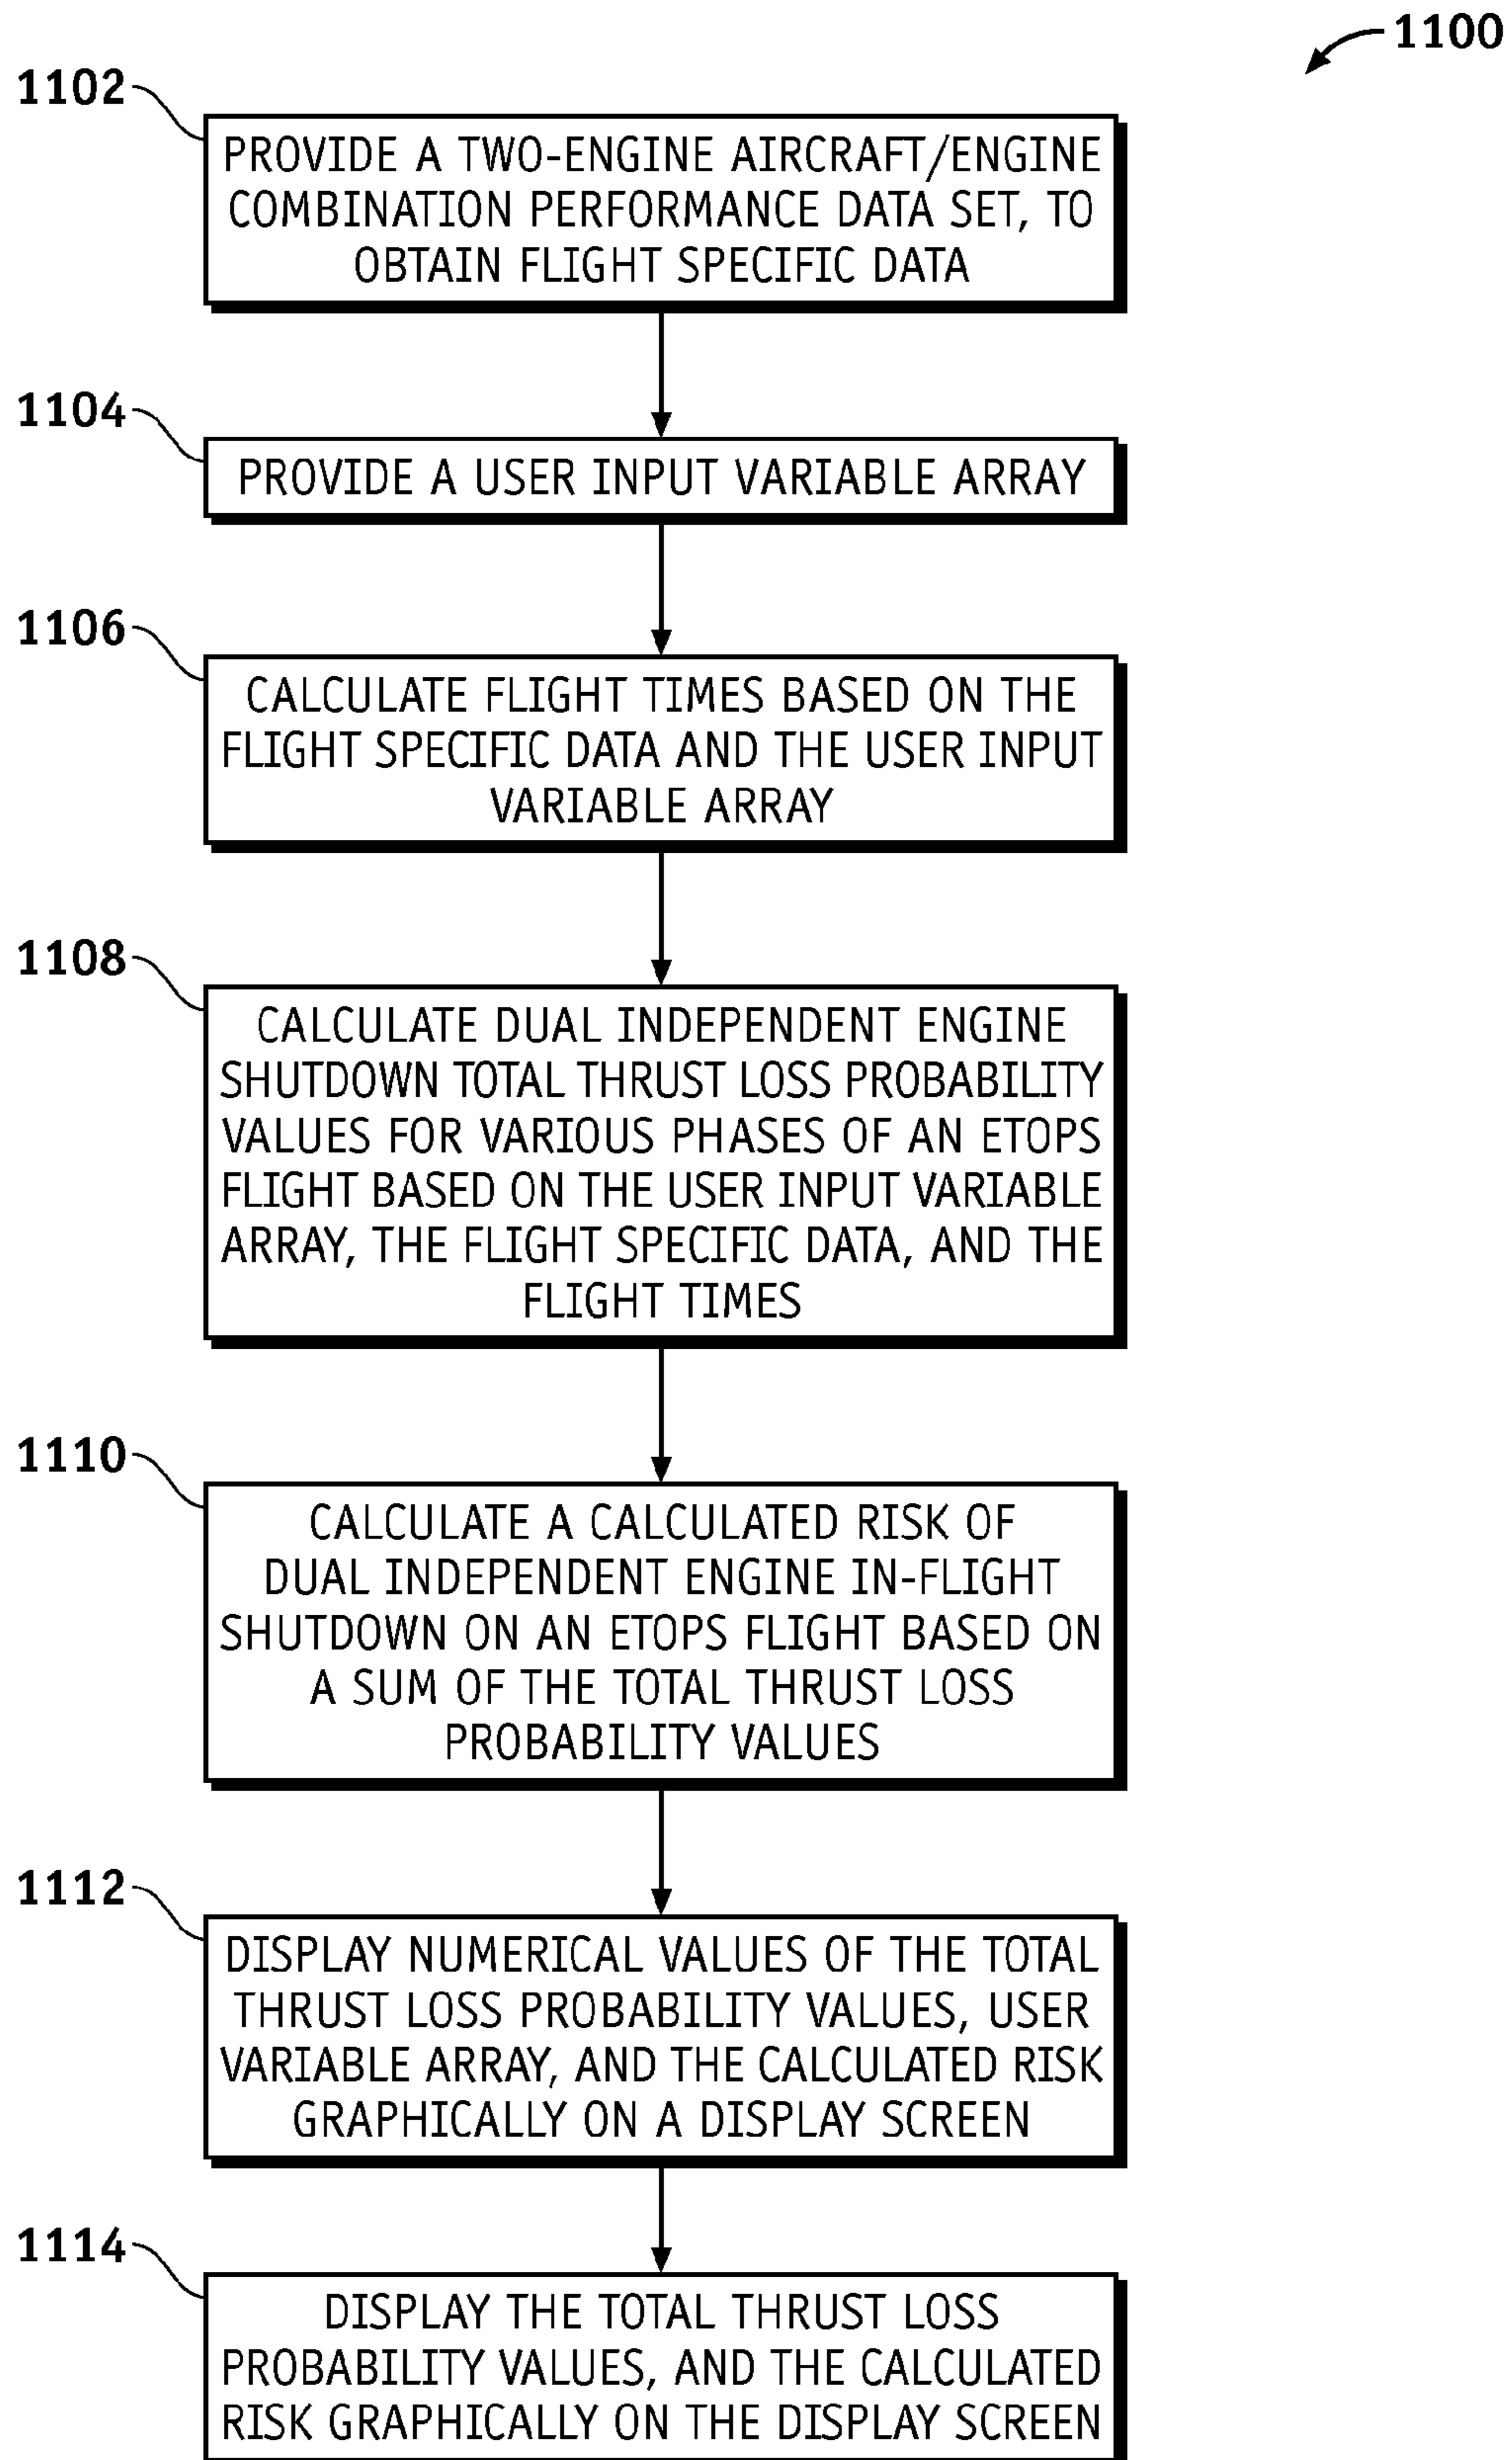 1100
1102
PROVIDE A TWO-ENGINE AIRCRAFT/ENGINE
COMBINATION PERFORMANCE DATA SET, TO
OBTAIN FLIGHT SPECIFIC DATA
1104
PROVIDE A USER INPUT VARIABLE ARRAY
1106
CALCULATE FLIGHT TIMES BASED ON THE
FLIGHT SPECIFIC DATA AND THE USER INPUT
VARIABLE ARRAY
1108
CALCULATE DUAL INDEPENDENT ENGINE
SHUTDOWN TOTAL THRUST LOSS PROBABILITY
VALUES FOR VARIOUS PHASES OF AN ETOPS
FLIGHT BASED ON THE USER INPUT VARIABLE
ARRAY, THE FLIGHT SPECIFIC DATA, AND THE
FLIGHT TIMES
1110
CALCULATE A CALCULATED RISK OF
DUAL INDEPENDENT ENGINE IN-FLIGHT
SHUTDOWN ON AN ETOPS FLIGHT BASED ON
A SUM OF THE TOTAL THRUST LOSS
PROBABILITY VALUES
1112
DISPLAY NUMERICAL VALUES OF THE TOTAL
THRUST LOSS PROBABILITY VALUES, USER
VARIABLE ARRAY, AND THE CALCULATED RISK
GRAPHICALLY ON A DISPLAY SCREEN
1114
DISPLAY THE TOTAL THRUST LOSS
PROBABILITY VALUES, AND THE CALCULATED
RISK GRAPHICALLY ON THE DISPLAY SCREEN